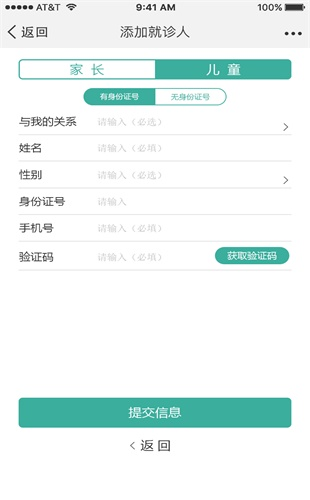 AT&T 9:41 AM 100%
返回 添加就诊人
家长 儿童
有身份证号 无身份证号
与我的关系 请输入（必选）
姓名 请输入（必填）
性别 请输入（必选）
身份证号 请输入
手机号 请输入（必填）
验证码 请输入（必填） 获取验证码
提交信息
返回